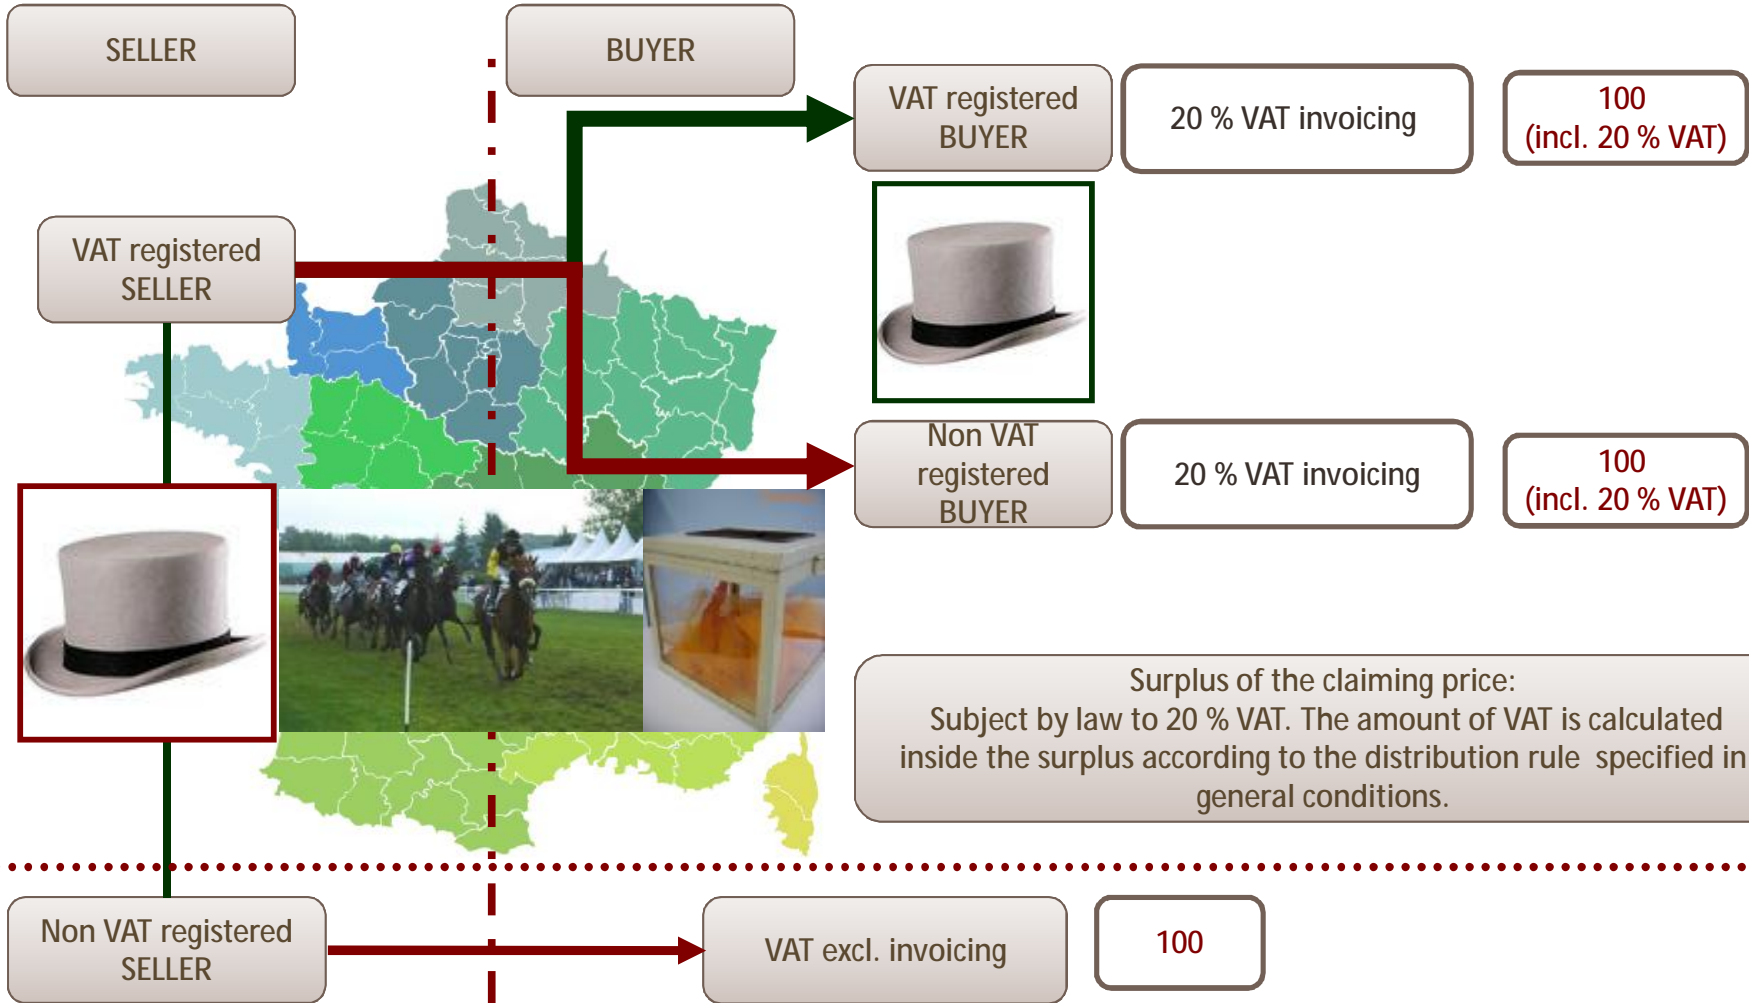 SELLER
BUYER
VAT registered
BUYER
20 % VAT invoicing
100
(incl. 20 % VAT)
VAT registered
SELLER
Non VAT
registered
BUYER
20 % VAT invoicing
100
(incl. 20 % VAT)
Surplus of the claiming price:
Subject by law to 20 % VAT. The amount of VAT is calculated
inside the surplus according to the distribution rule specified in
general conditions.
Non VAT registered
SELLER
VAT excl. invoicing
100